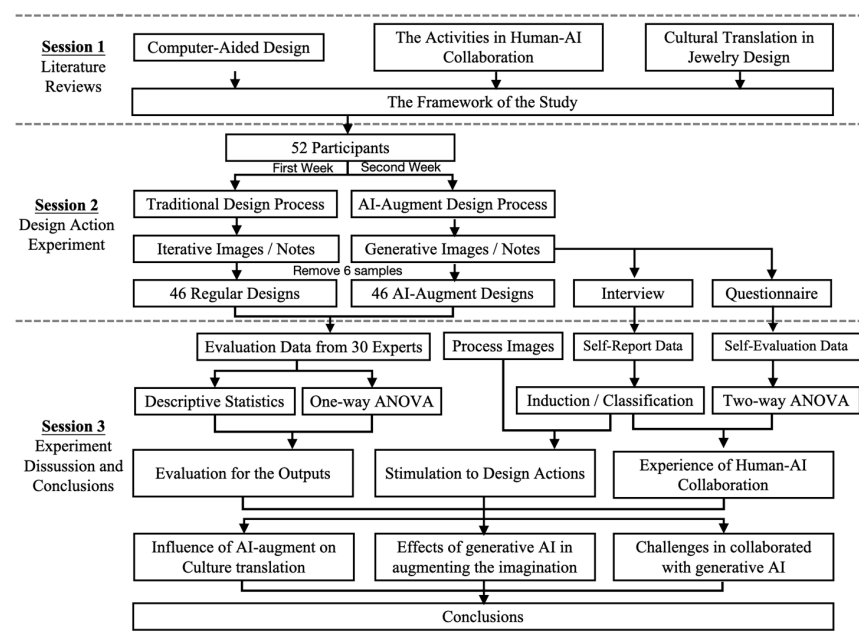 Session 1
Literature
Reviews
Computer-Aided Design
The Activities in Human-AI
Collaboration
Cultural Translation in
Jewelry Design
The Framework of the Study
Session 2
Design Action
Experiment
52 Participants
First Week
Second Week
Traditional Design Process
AI-Augment Design Process
Iterative Images / Notes
Generative Images / Notes
Remove 6 samples
46 Regular Designs
46 AI-Augment Designs
Interview
Questionnaire
Session 3
Experiment
Dissussion and
Conclusions
Evaluation Data from 30 Experts
Process Images
Self-Report Data
Self-Evaluation Data
Descriptive Statistics
One-way ANOVA
Induction / Classification
Two-way ANOVA
Evaluation for the Outputs
Stimulation to Design Actions
Experience of Human-AI
Collaboration
Influence of AI-augment on
Culture translation
Effects of generative AI in
augmenting the imagination
Challenges in collaborated
with generative AI
Conclusions